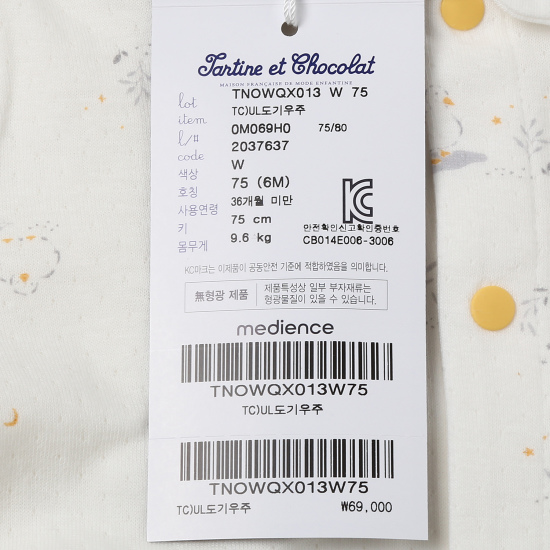 Tartine et Chocolat
MAISON FRANÇAISE DE MODE ENFANTINE
lot TNOWQX013 W 75
item TC)UL도기우주
l/# 0M069H0 75/80
code 2037637
색상 W
호칭 75 (6M)
사용연령 36개월 미만
키 75 cm
몸무게 9.6 kg
안전확인신고확인증번호
CB014E006-3006
KC마크는 이제품이 공통안전 기준에 적합하였음을 의미합니다.
無형광 제품
제품특성상 일부 부자재류는
형광물질이 있을 수 있습니다.
medience
TNOWQX013W75
TC)UL도기우주
TNOWQX013W75
TC)UL도기우주 ₩69,000